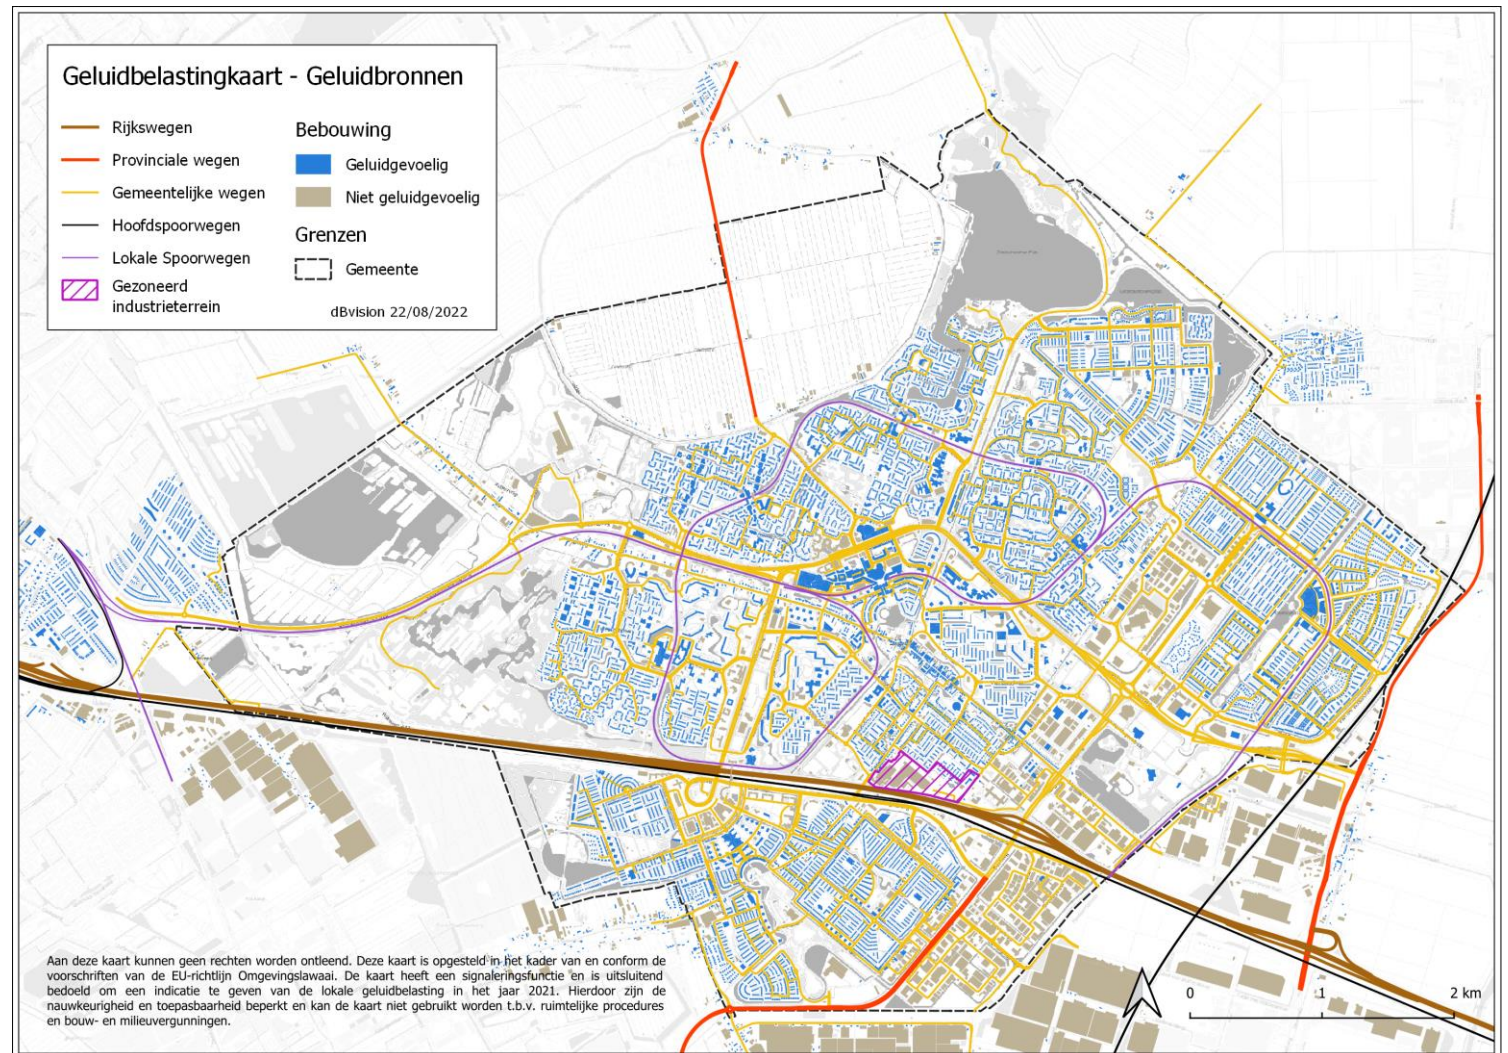 Geluidbelastingkaart - Geluidbronnen
Rijkswegen
Provinciale wegen
Gemeentelijke wegen
Hoofdspoorwegen
Lokale Spoorwegen
Gezoneerd
industrieterrein
Bebouwing
Geluidgevoelig
Niet geluidgevoelig
Grenzen
Gemeente
dBvision 22/08/2022
Aan deze kaart kunnen geen rechten worden ontleend. Deze kaart is opgesteld in het kader van en conform de
voorschriften van de EU-richtlijn Omgevingslawaai. De kaart heeft een signaleringsfunctie en is uitsluitend
bedoeld om een indicatie te geven van de lokale geluidbelasting in het jaar 2021. Hierdoor zijn de
nauwkeurigheid en toepasbaarheid beperkt en kan de kaart niet gebruikt worden t.b.v. ruimtelijke procedures
en bouw- en milieuvergunningen.
0 1 2 km